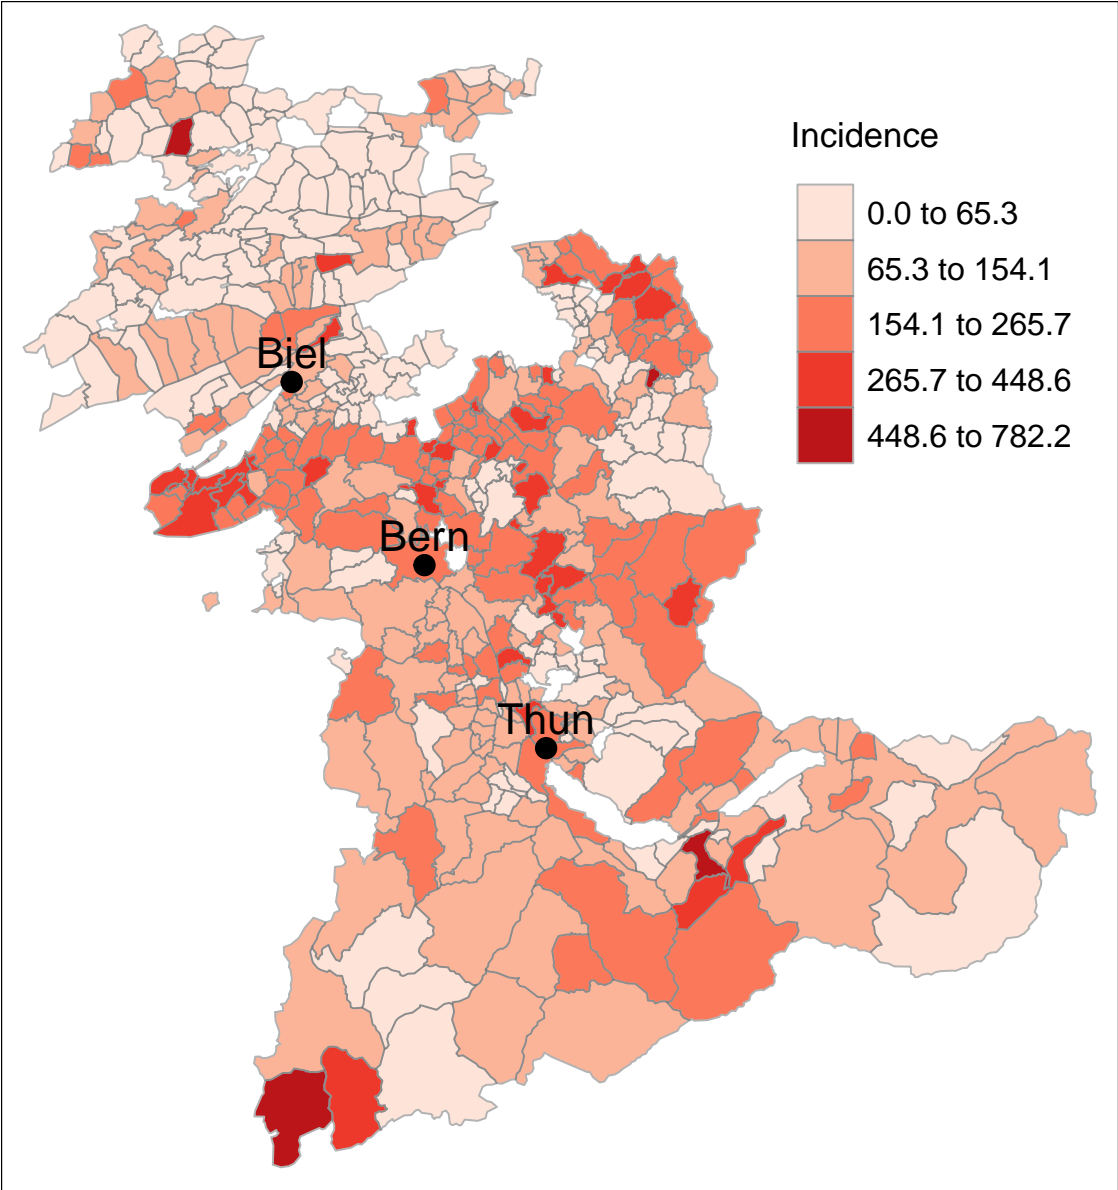 Incidence
0.0 to 65.3
65.3 to 154.1
154.1 to 265.7
265.7 to 448.6
448.6 to 782.2
Biel
Bern
Thun